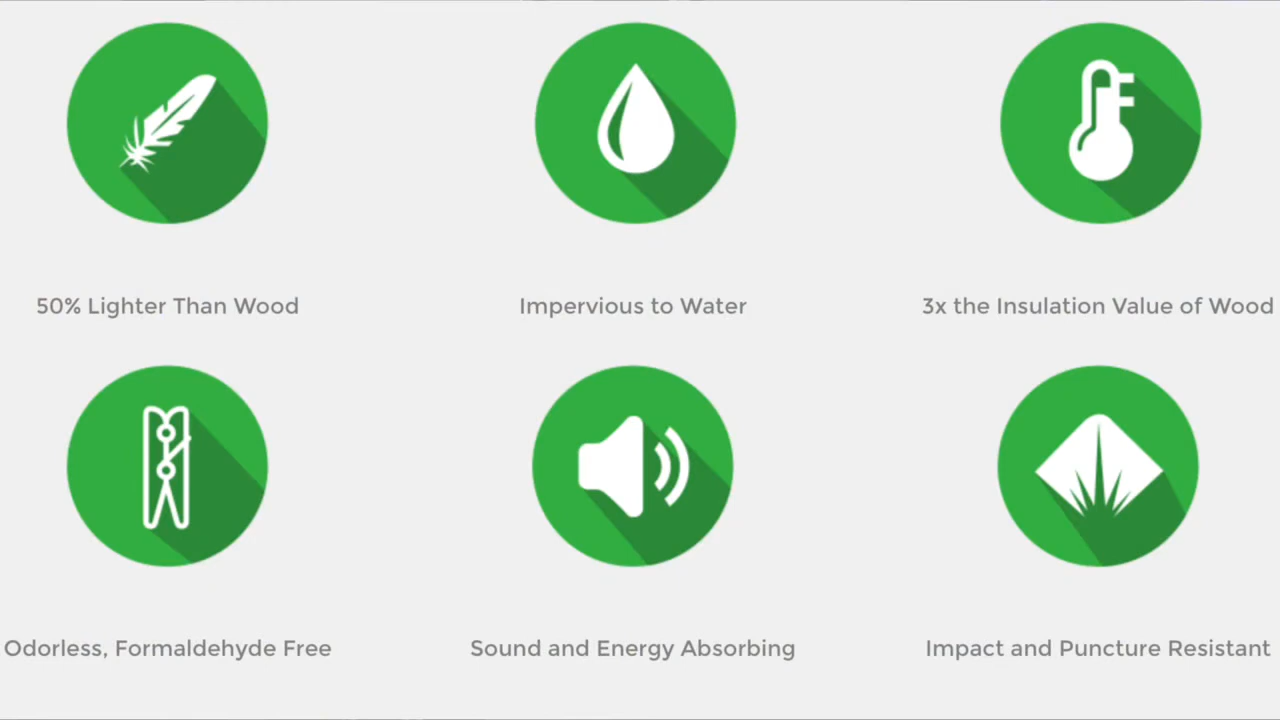 50% Lighter Than Wood
Impervious to Water
3x the Insulation Value of Wood
Odorless, Formaldehyde Free
Sound and Energy Absorbing
Impact and Puncture Resistant